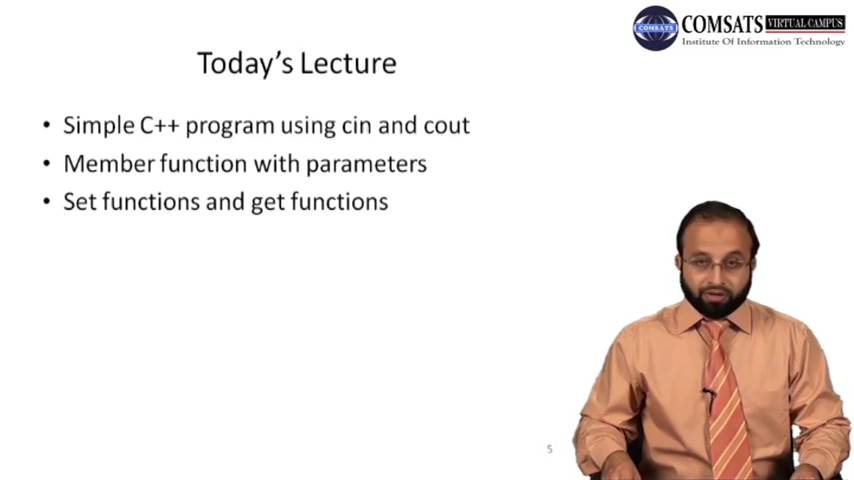 COMSATS VIRTUAL CAMPUS
COMSATS
Institute Of Information Technology
Today's Lecture
• Simple C++ program using cin and cout
• Member function with parameters
• Set functions and get functions
5